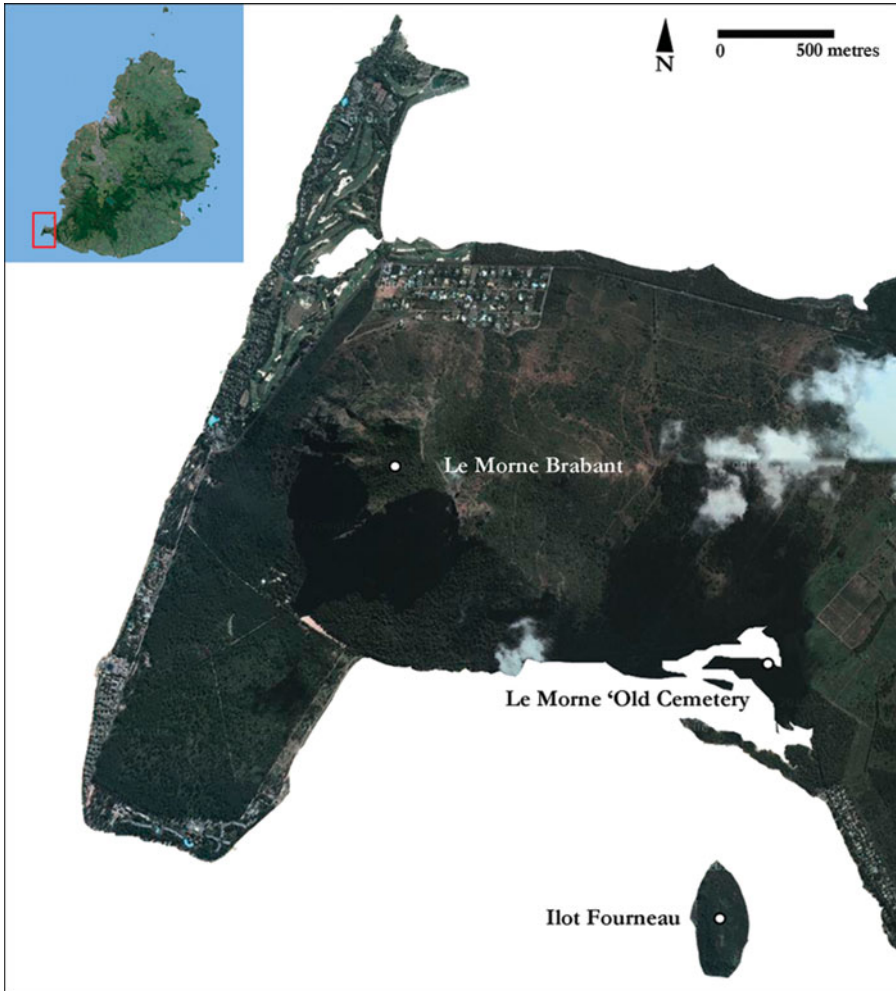 N
0 500 metres
Le Morne Brabant
Le Morne ‘Old Cemetery
Ilot Fourneau